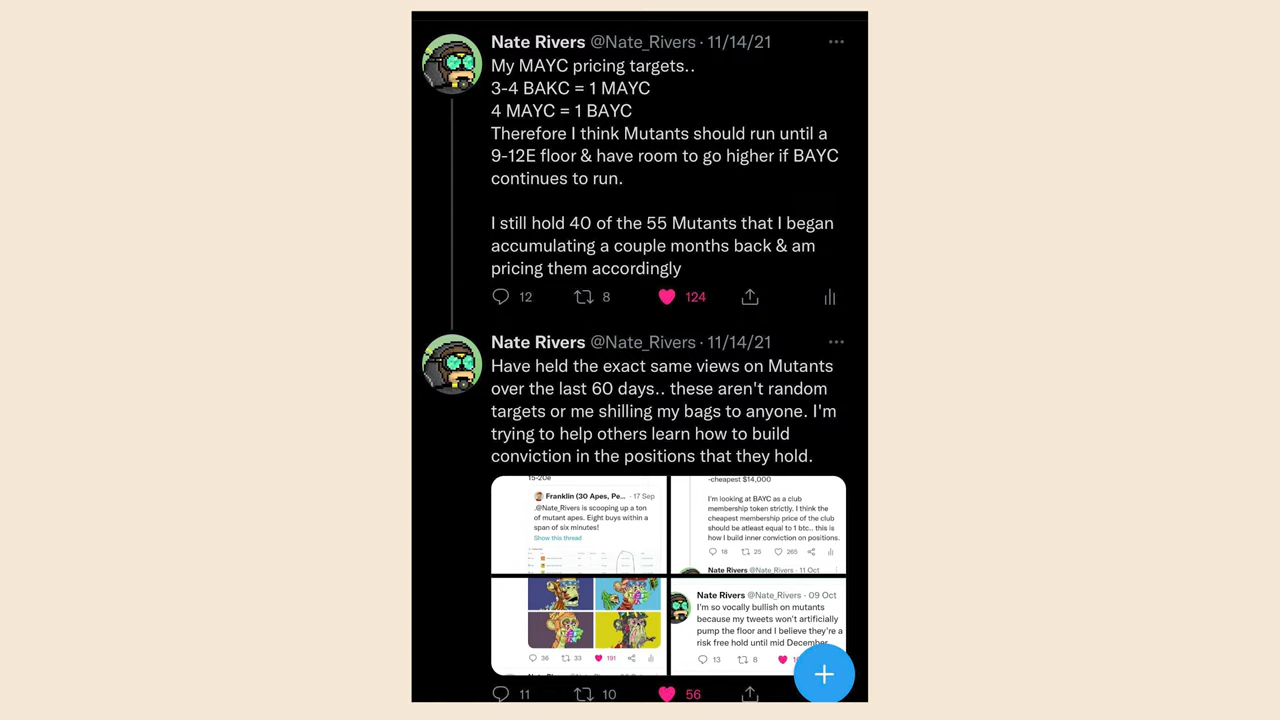 Nate Rivers @Nate_Rivers · 11/14/21
My MAYC pricing targets..
3-4 BAKC = 1 MAYC
4 MAYC = 1 BAYC
Therefore I think Mutants should run until a
9-12E floor & have room to go higher if BAYC
continues to run.
I still hold 40 of the 55 Mutants that I began
accumulating a couple months back & am
pricing them accordingly
12 8 124
Nate Rivers @Nate_Rivers · 11/14/21
Have held the exact same views on Mutants
over the last 60 days.. these aren't random
targets or me shilling my bags to anyone. I'm
trying to help others learn how to build
conviction in the positions that they hold.
15-20e
Franklin (30 Apes, Pe... · 17 Sep
.@Nate_Rivers is scooping up a ton
of mutant apes. Eight buys within a
span of six minutes!
Show this thread
-cheapest $14,000
I'm looking at BAYC as a club
membership token strictly. I think the
cheapest membership price of the club
should be atleast equal to 1 btc.. this is
how I build inner conviction on positions.
18 25 265
Nate Rivers @Nate_Rivers · 11 Oct
36 33 191
Nate Rivers @Nate_Rivers · 09 Oct
I'm so vocally bullish on mutants
because my tweets won't artificially
pump the floor and I believe they're a
risk free hold until mid December
13 8
11 10 56